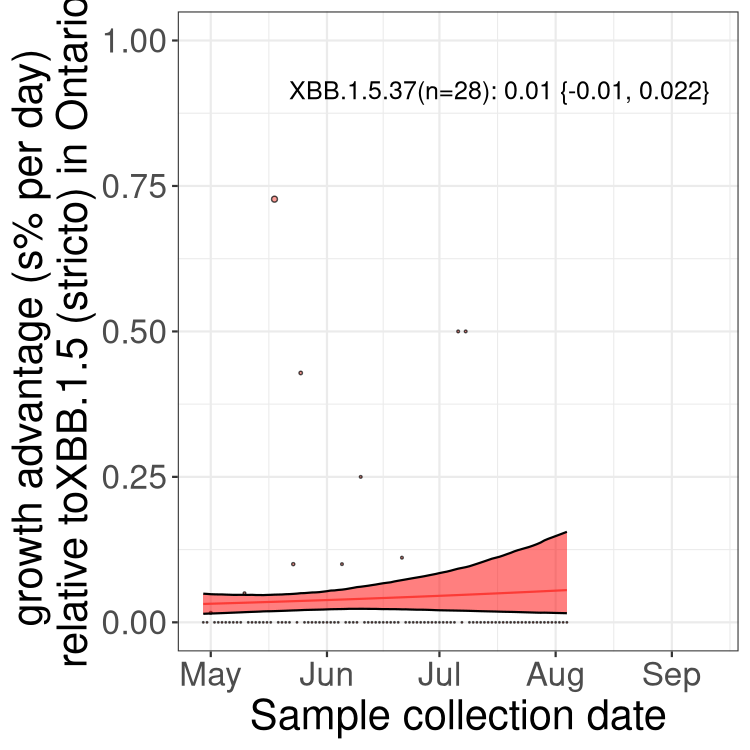 growth advantage (s% per day)
relative toXBB.1.5 (stricto) in Ontario
1.00
0.75
0.50
0.25
0.00
XBB.1.5.37(n=28): 0.01 {-0.01, 0.022}
May Jun Jul Aug Sep
Sample collection date